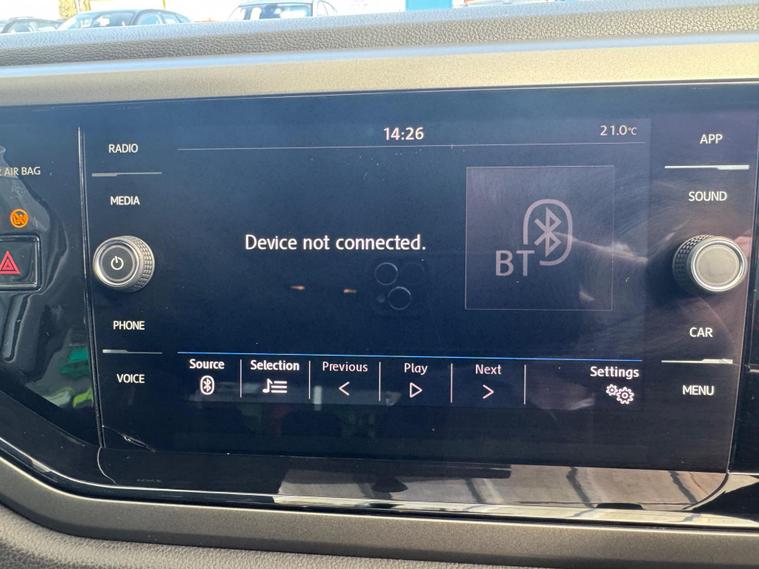 14:26
21.0°C
RADIO
APP
AIR BAG
MEDIA
SOUND
Device not connected.
BT
PHONE
CAR
VOICE
MENU
Source
Selection
Previous
Play
Next
Settings